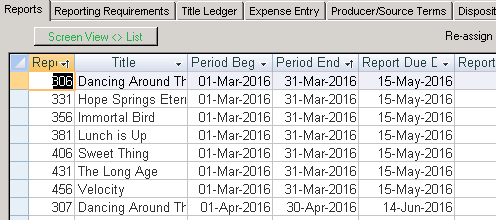 Reports Reporting Requirements Title Ledger Expense Entry Producer/Source Terms Disposit
Screen View <> List Re-assign
Repo Title Period Beg Period End Report Due D Report
306 Dancing Around Th 01-Mar-2016 31-Mar-2016 15-May-2016
331 Hope Springs Eter 01-Mar-2016 31-Mar-2016 15-May-2016
356 Immortal Bird 01-Mar-2016 31-Mar-2016 15-May-2016
381 Lunch is Up 01-Mar-2016 31-Mar-2016 15-May-2016
406 Sweet Thing 01-Mar-2016 31-Mar-2016 15-May-2016
431 The Long Age 01-Mar-2016 31-Mar-2016 15-May-2016
456 Velocity 01-Mar-2016 31-Mar-2016 15-May-2016
307 Dancing Around Th 01-Apr-2016 30-Apr-2016 14-Jun-2016